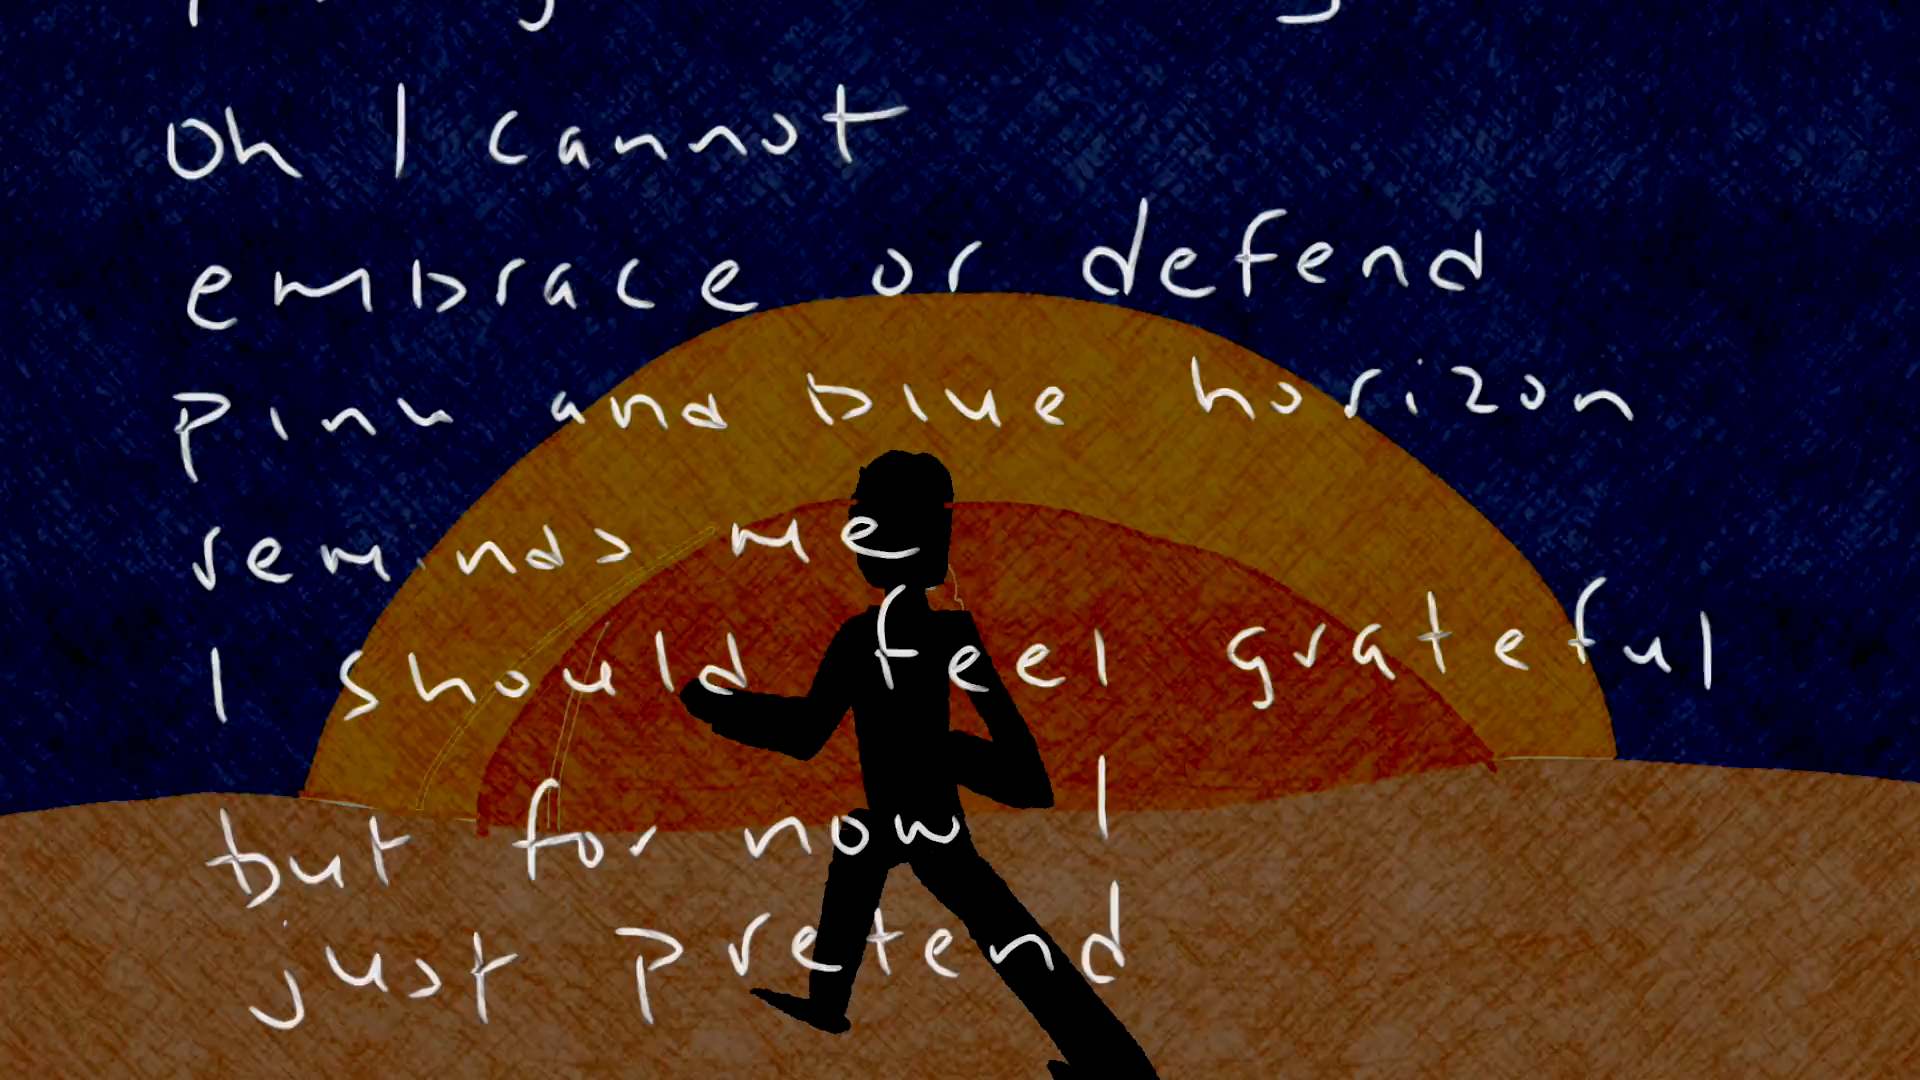 Oh I cannot
embrace or defend
pink and blue horizon
reminds me
I should feel grateful
but for now I
just pretend